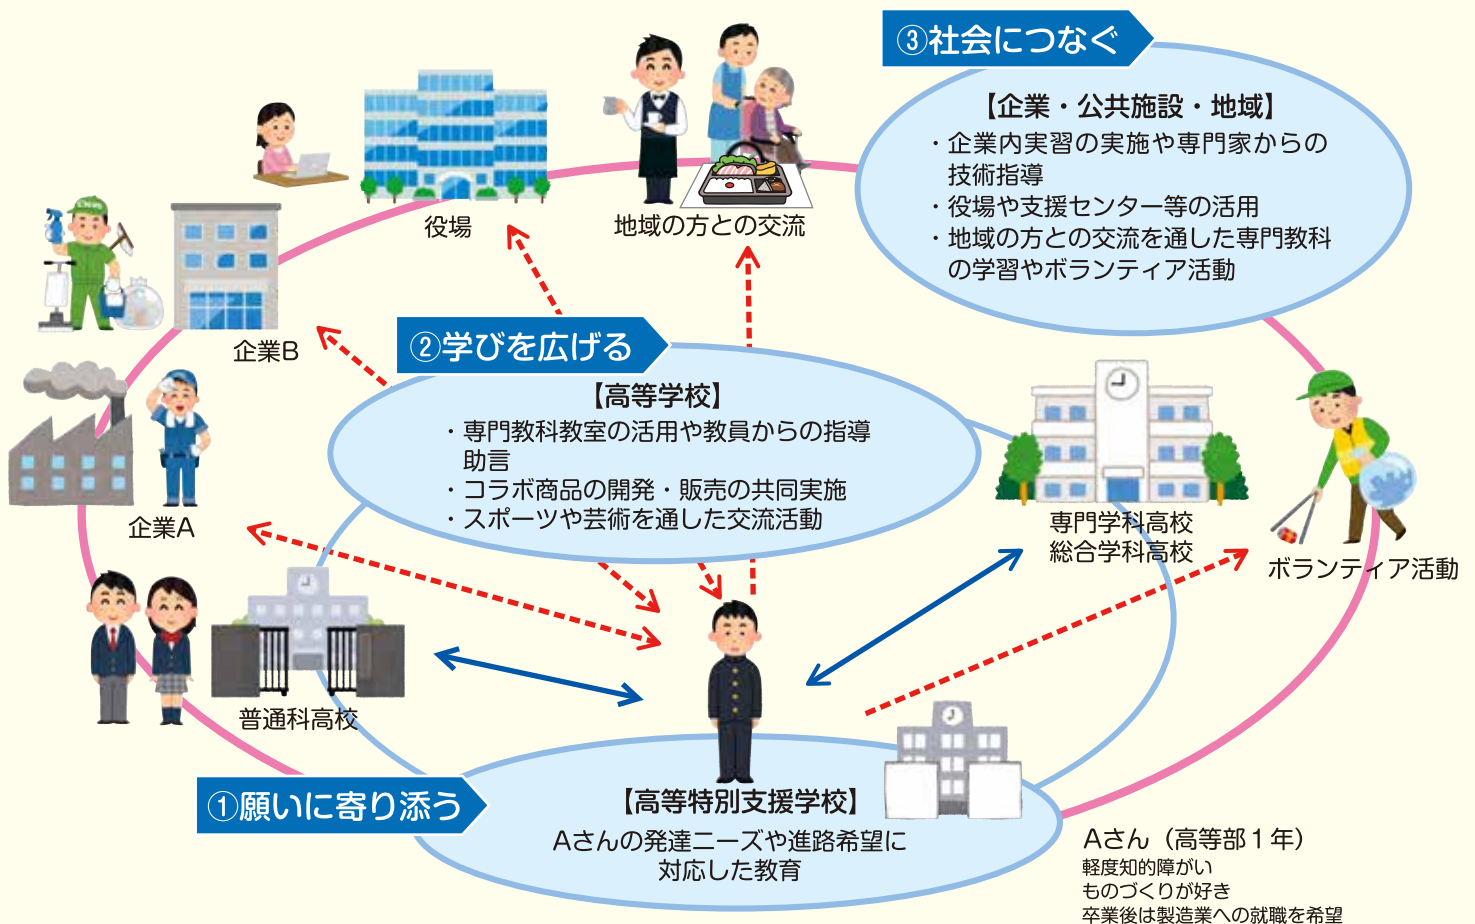 ③社会につなぐ
【企業・公共施設・地域】
・企業内実習の実施や専門家からの
技術指導
・役場や支援センター等の活用
・地域の方との交流を通した専門教科
の学習やボランティア活動
役場
地域の方との交流
企業B
②学びを広げる
【高等学校】
・専門教科教室の活用や教員からの指導
助言
・コラボ商品の開発・販売の共同実施
・スポーツや芸術を通した交流活動
企業A
専門学科高校
総合学科高校
ボランティア活動
普通科高校
①願いに寄り添う
【高等特別支援学校】
Aさんの発達ニーズや進路希望に
対応した教育
Aさん（高等部１年）
軽度知的障がい
ものづくりが好き
卒業後は製造業への就職を希望